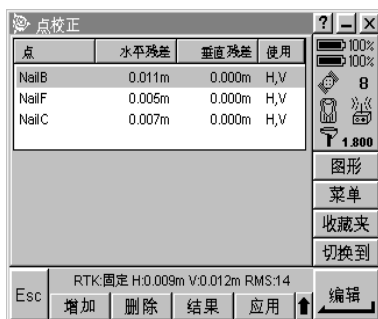 点校正 ? – x
点 水平残差 垂直残差 使用
NailB 0.011m 0.000m H,V
NailF 0.005m 0.000m H,V
NailC 0.007m 0.000m H,V
100%
100%
8
1.800
图形
菜单
收藏夹
切换到
RTK:固定 H:0.009m V:0.012m RMS:14
Esc 增加 删除 结果 应用 编辑